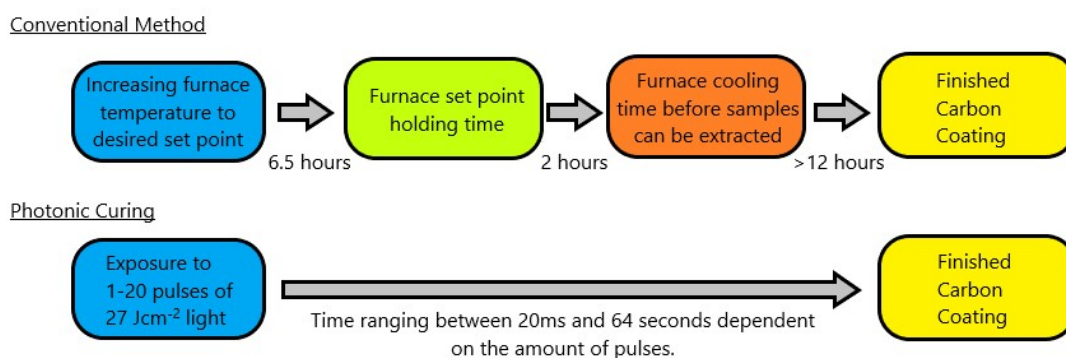 Conventional Method
Increasing furnace
temperature to
desired set point
6.5 hours
Furnace set point
holding time
2 hours
Furnace cooling
time before samples
can be extracted
>12 hours
Finished
Carbon
Coating
Photonic Curing
Exposure to
1-20 pulses of
27 Jcm⁻² light
Time ranging between 20ms and 64 seconds dependent
on the amount of pulses.
Finished
Carbon
Coating